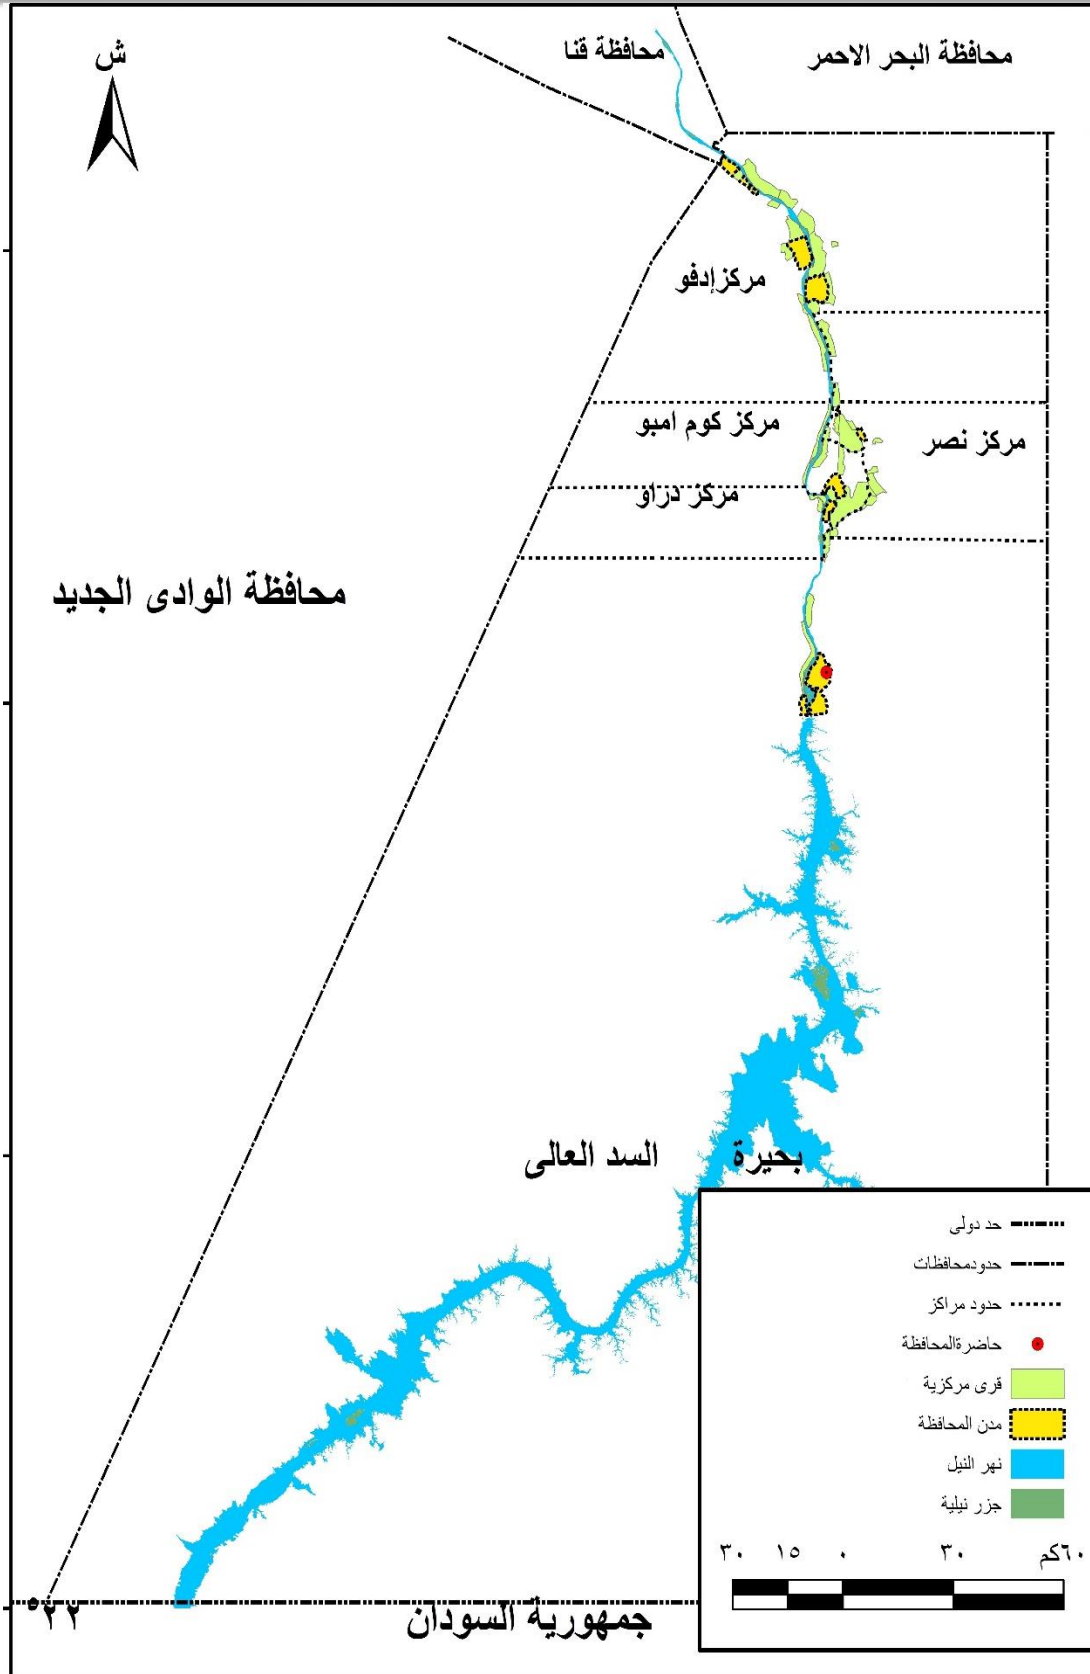 ش
محافظة قنا
محافظة البحر الاحمر
مركزإدفو
مركز كوم امبو
مركز نصر
مركز دراو
محافظة الوادى الجديد
بحيرة السد العالى
حد دولى
حدودمحافظات
حدود مراكز
حاضرةالمحافظة
قرى مركزية
مدن المحافظة
نهر النيل
جزر نيلية
٣٠ ١٥ ٠ ٣٠ ٦٠كم
٥٢٢
جمهورية السودان